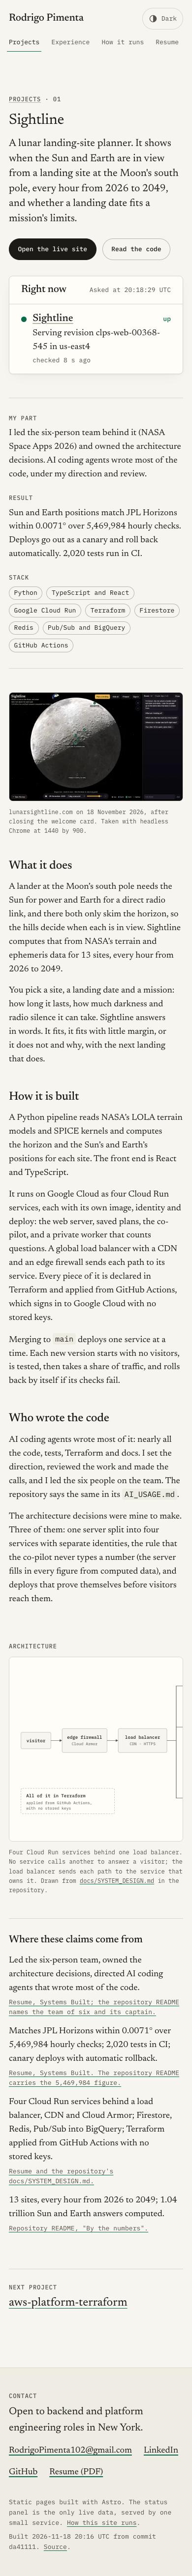 Rodrigo Pimenta
Dark
Projects Experience How it runs Resume
PROJECTS · 01
Sightline
A lunar landing-site planner. It shows
when the Sun and Earth are in view
from a landing site at the Moon's south
pole, every hour from 2026 to 2049,
and whether a landing date fits a
mission's limits.
Open the live site
Read the code
Right now
Asked at 20:18:29 UTC
Sightline
up
Serving revision clps-web-00368-
545 in us-east4
checked 8 s ago
MY PART
I led the six-person team behind it (NASA
Space Apps 2026) and owned the architecture
decisions. AI coding agents wrote most of the
code, under my direction and review.
RESULT
Sun and Earth positions match JPL Horizons
within 0.0071° over 5,469,984 hourly checks.
Deploys go out as a canary and roll back
automatically. 2,020 tests run in CI.
STACK
Python
TypeScript and React
Google Cloud Run
Terraform
Firestore
Redis
Pub/Sub and BigQuery
GitHub Actions
lunarsightline.com on 18 November 2026, after
closing the welcome card. Taken with headless
Chrome at 1440 by 900.
What it does
A lander at the Moon's south pole needs the
Sun for power and Earth for a direct radio
link, and there both only skim the horizon, so
the hills decide when each is in view. Sightline
computes that from NASA's terrain and
ephemeris data for 13 sites, every hour from
2026 to 2049.
You pick a site, a landing date and a mission:
how long it lasts, how much darkness and
radio silence it can take. Sightline answers
in words. It fits, it fits with little margin, or
it does not and why, with the next landing
that does.
How it is built
A Python pipeline reads NASA's LOLA terrain
models and SPICE kernels and computes
the horizon and the Sun's and Earth's
positions for each site. The front end is React
and TypeScript.
It runs on Google Cloud as four Cloud Run
services, each with its own image, identity and
deploy: the web server, saved plans, the co-
pilot, and a private worker that counts
questions. A global load balancer with a CDN
and an edge firewall sends each path to its
service. Every piece of it is declared in
Terraform and applied from GitHub Actions,
which signs in to Google Cloud with no
stored keys.
Merging to main deploys one service at a
time. Each new version starts with no visitors,
is tested, then takes a share of traffic, and rolls
back by itself if its checks fail.
Who wrote the code
AI coding agents wrote most of it: nearly all
the code, tests, Terraform and docs. I set the
direction, reviewed the work and made the
calls, and I led the six people on the team. The
repository says the same in its AI_USAGE.md.
The architecture decisions were mine to make.
Three of them: one server split into four
services with separate identities, the rule that
the co-pilot never types a number (the server
fills in every figure from computed data), and
deploys that prove themselves before visitors
reach them.
ARCHITECTURE
visitor
edge firewall
Cloud Armor
load balancer
CDN · HTTPS
All of it in Terraform
applied from GitHub Actions,
with no stored keys
Four Cloud Run services behind one load balancer.
No service calls another to answer a visitor; the
load balancer sends each path to the service that
owns it. Drawn from docs/SYSTEM_DESIGN.md in the
repository.
Where these claims come from
Led the six-person team, owned the
architecture decisions, directed AI coding
agents that wrote most of the code.
Resume, Systems Built; the repository README
names the team of six and its captain.
Matches JPL Horizons within 0.0071° over
5,469,984 hourly checks; 2,020 tests in CI;
canary deploys with automatic rollback.
Resume, Systems Built. The repository README
carries the 5,469,984 figure.
Four Cloud Run services behind a load
balancer, CDN and Cloud Armor; Firestore,
Redis, Pub/Sub into BigQuery; Terraform
applied from GitHub Actions with no
stored keys.
Resume and the repository's
docs/SYSTEM_DESIGN.md.
13 sites, every hour from 2026 to 2049; 1.04
trillion Sun and Earth answers computed.
Repository README, "By the numbers".
NEXT PROJECT
aws-platform-terraform
CONTACT
Open to backend and platform
engineering roles in New York.
RodrigoPimenta102@gmail.com LinkedIn
GitHub Resume (PDF)
Static pages built with Astro. The status
panel is the only live data, served by one
small service. How this site runs.
Built 2026-11-18 20:16 UTC from commit
da41111. Source.